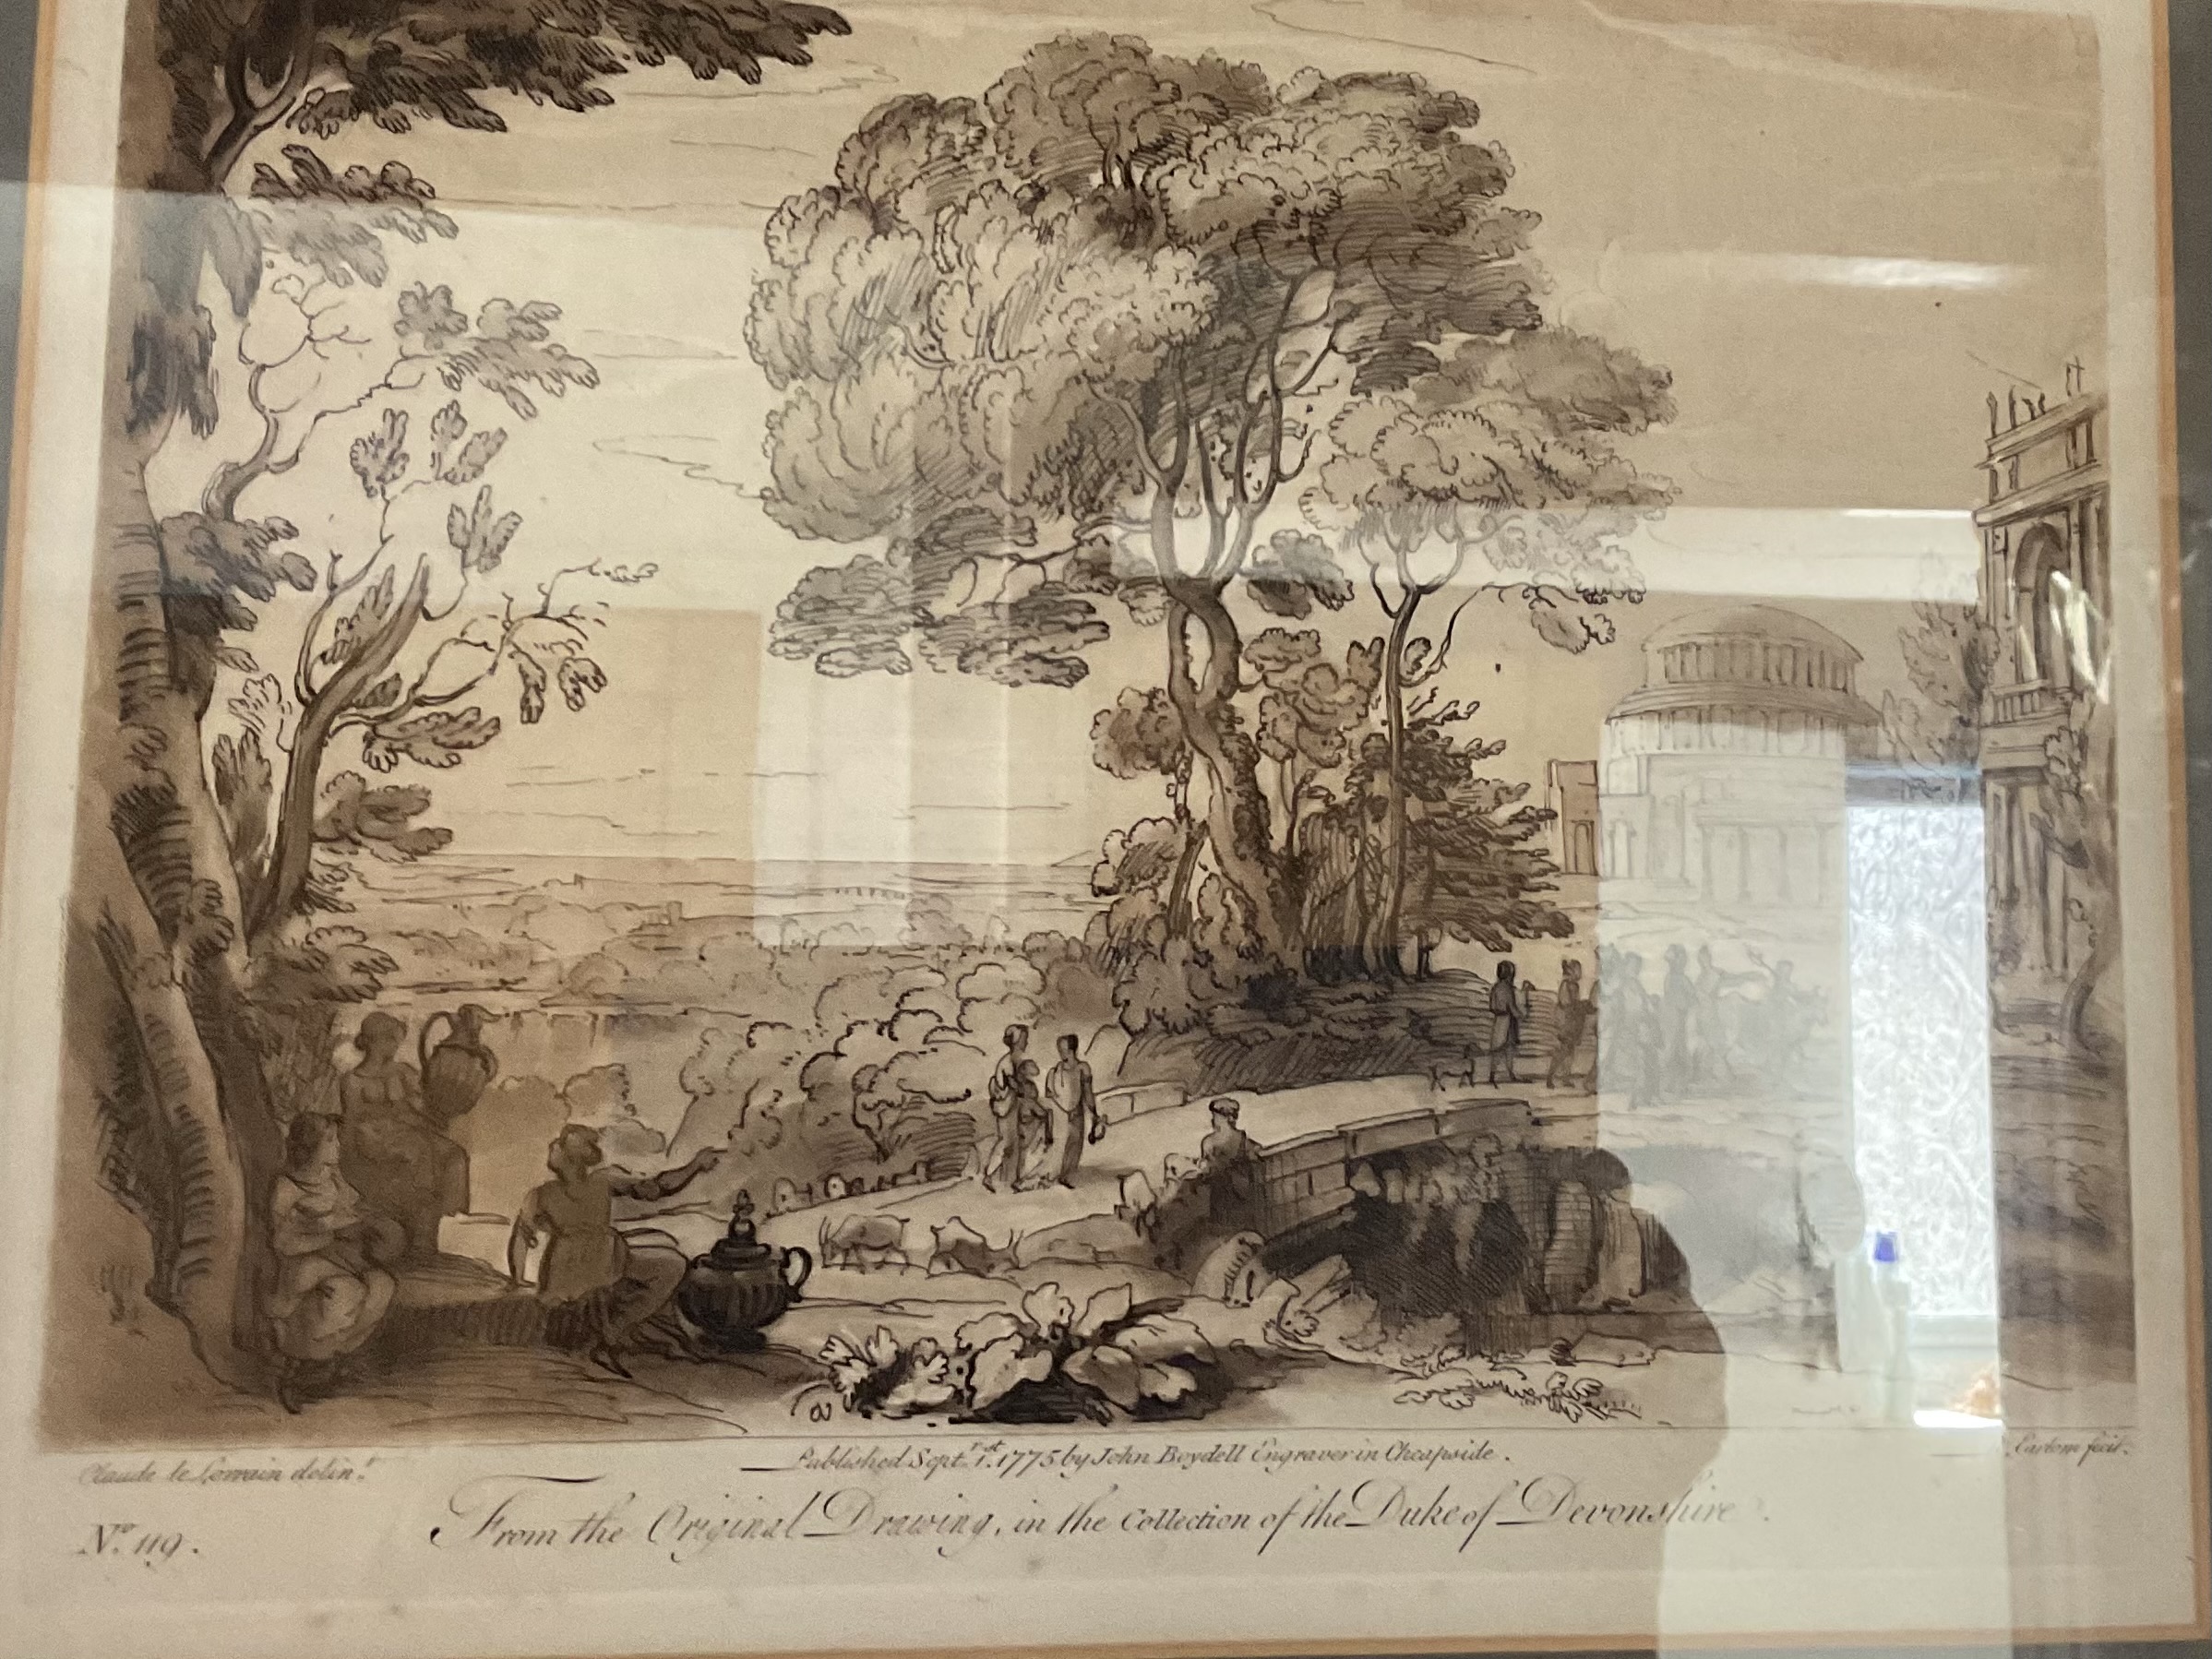 Claude le Lorrain delin.t
Published Sept.r 1.st 1775 by John Boydell Engraver in Cheapside.
Earlom fecit.
From the Original Drawing, in the Collection of the Duke of Devonshire.
No. 119.